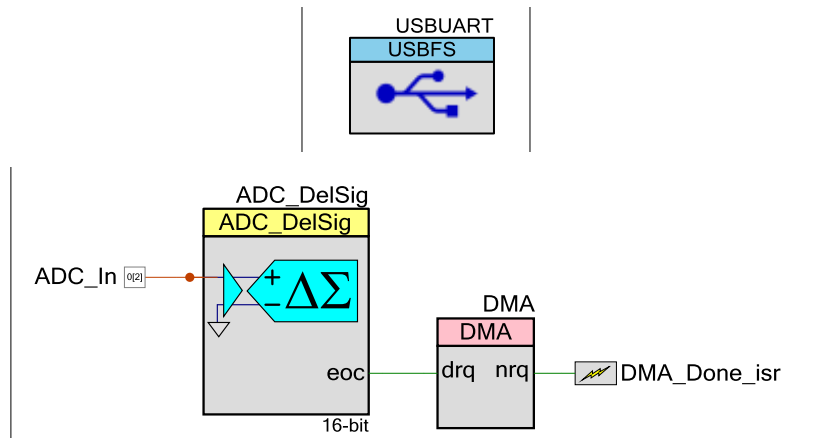 USBUART
USBFS
ADC_DelSig
ADC_DelSig
ADC_In 0[2]
+
ΔΣ
−
eoc
16-bit
DMA
DMA
drq nrq
DMA_Done_isr